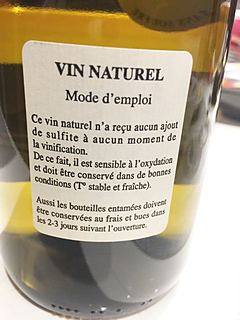 VIN NATUREL
Mode d'emploi
Ce vin naturel n'a reçu aucun ajout
de sulfite à aucun moment de
la vinification.
De ce fait, il est sensible à l'oxydation
et doit être conservé dans de bonnes
conditions (T° stable et fraîche).
Aussi les bouteilles entamées doivent
être conservées au frais et bues dans
les 2-3 jours suivant l'ouverture.